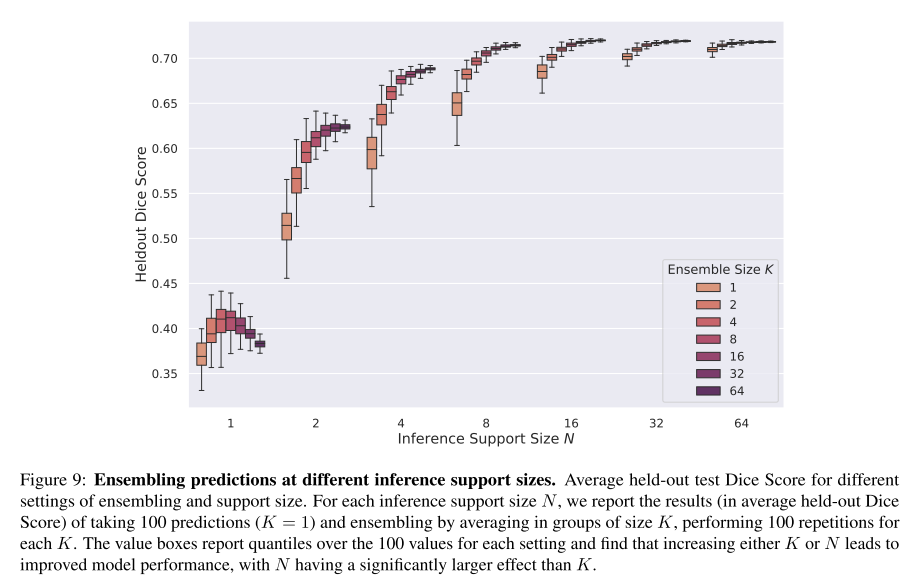 0.70
0.65
0.60
0.55
0.50
0.45
0.40
0.35
Heldout Dice Score
Ensemble Size K
1
2
4
8
16
32
64
1 2 4 8 16 32 64
Inference Support Size N
Figure 9: Ensembling predictions at different inference support sizes. Average held-out test Dice Score for different
settings of ensembling and support size. For each inference support size N, we report the results (in average held-out Dice
Score) of taking 100 predictions (K = 1) and ensembling by averaging in groups of size K, performing 100 repetitions for
each K. The value boxes report quantiles over the 100 values for each setting and find that increasing either K or N leads to
improved model performance, with N having a significantly larger effect than K.